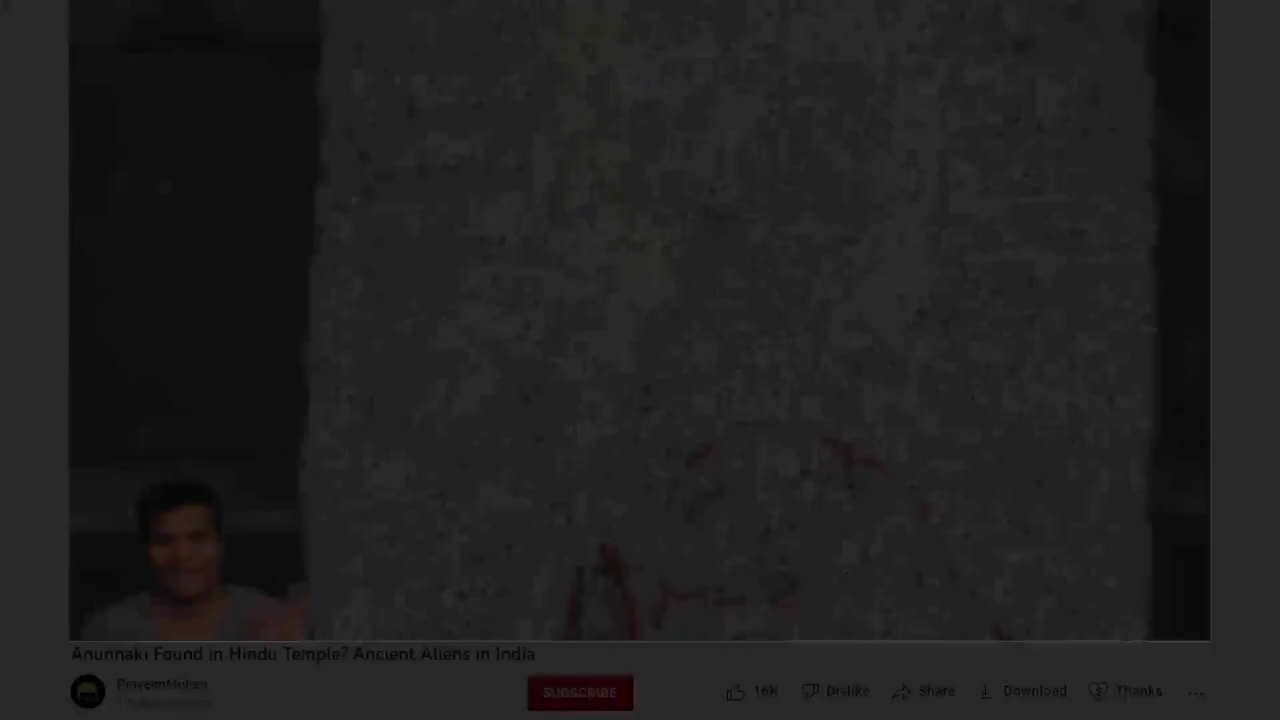 Anunnaki Found in Hindu Temple? Ancient Aliens in India
PraveenMohan
SUBSCRIBE
16K
Dislike
Share
Download
Thanks